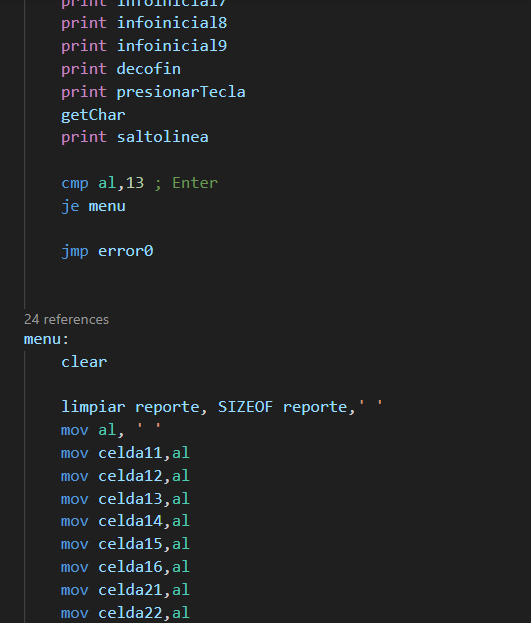 print infoinicial7
print infoinicial8
print infoinicial9
print decofin
print presionarTecla
getChar
print saltolinea
cmp al,13 ; Enter
je menu
jmp error0
24 references
menu:
clear
limpiar reporte, SIZEOF reporte,' '
mov al, ' '
mov celda11,al
mov celda12,al
mov celda13,al
mov celda14,al
mov celda15,al
mov celda16,al
mov celda21,al
mov celda22,al